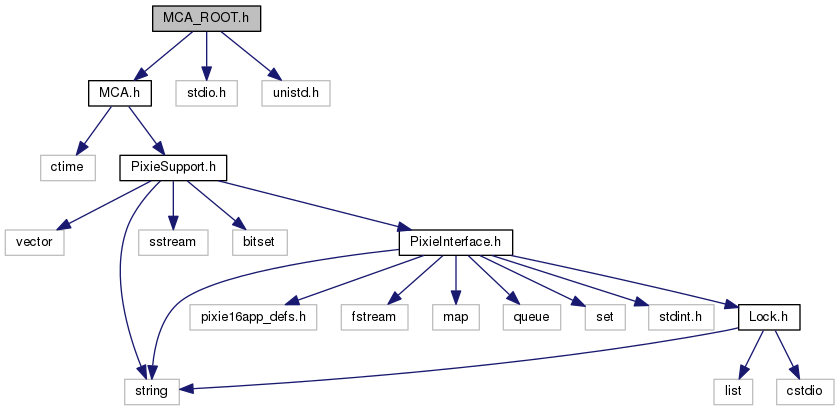 MCA_ROOT.h
MCA.h
stdio.h
unistd.h
ctime
PixieSupport.h
vector
sstream
bitset
PixieInterface.h
pixie16app_defs.h
fstream
map
queue
set
stdint.h
Lock.h
string
list
cstdio